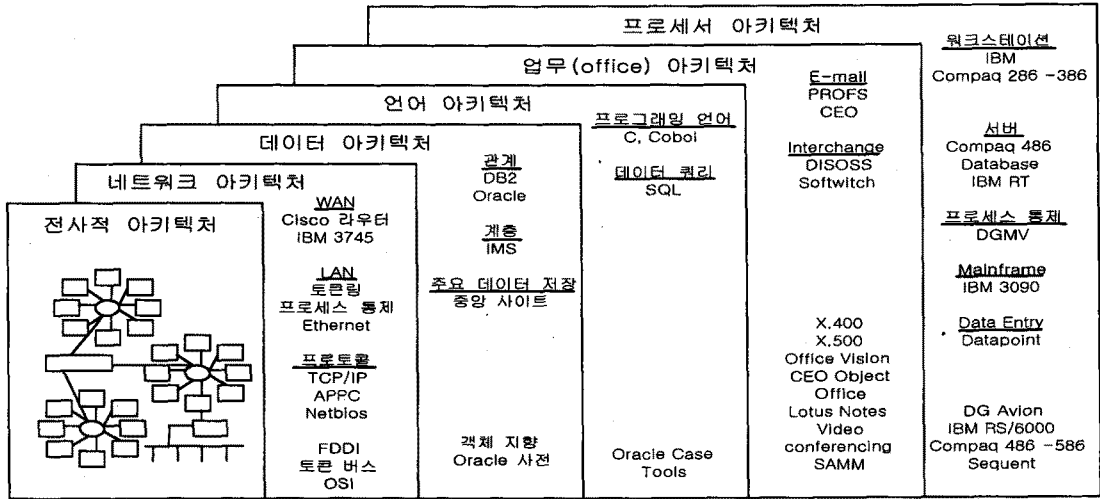 프로세서 아키텍처
업무(office) 아키텍처
언어 아키텍처
데이터 아키텍처
네트워크 아키텍처
전사적 아키텍처
WAN
Cisco 라우터
IBM 3745
LAN
토큰링
프로세스 통제
Ethernet
프로토콜
TCP/IP
APPC
Netbios
FDDI
토큰 버스
OSI
관계
DB2
Oracle
계층
IMS
주요 데이터 저장
중앙 사이트
객체 지향
Oracle 사전
프로그래밍 언어
C, Cobol
데이터 쿼리
SQL
Oracle Case
Tools
E-mail
PROFS
CEO
Interchange
DISOSS
Softwitch
X.400
X.500
Office Vision
CEO Object
Office
Lotus Notes
Video
conferencing
SAMM
워크스테이션
IBM
Compaq 286 -386
서버
Compaq 486
Database
IBM RT
프로세스 통제
DGMV
Mainframe
IBM 3090
Data Entry
Datapoint
DG Avion
IBM RS/6000
Compaq 486 -586
Sequent